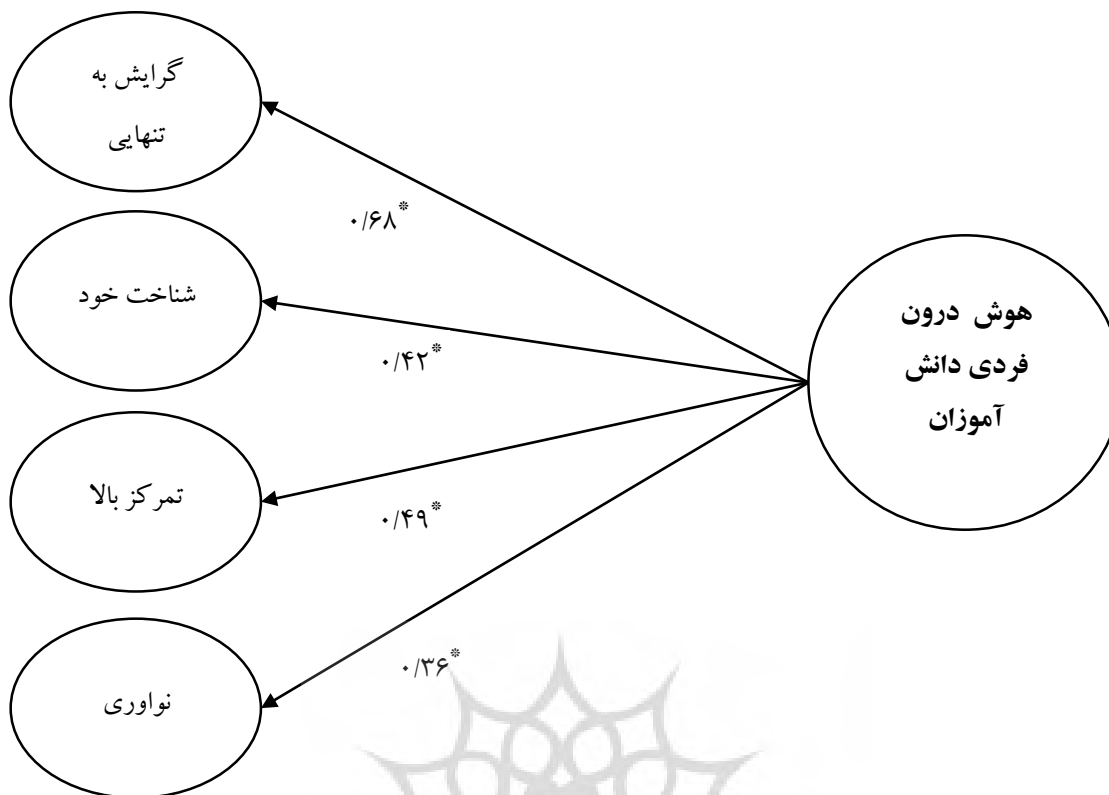 گرایش به
تنهایی
۰/۶۸*
شناخت خود
۰/۴۲*
هوش درون
فردی دانش
آموزان
تمرکز بالا
۰/۴۹*
۰/۳۶*
نواوری